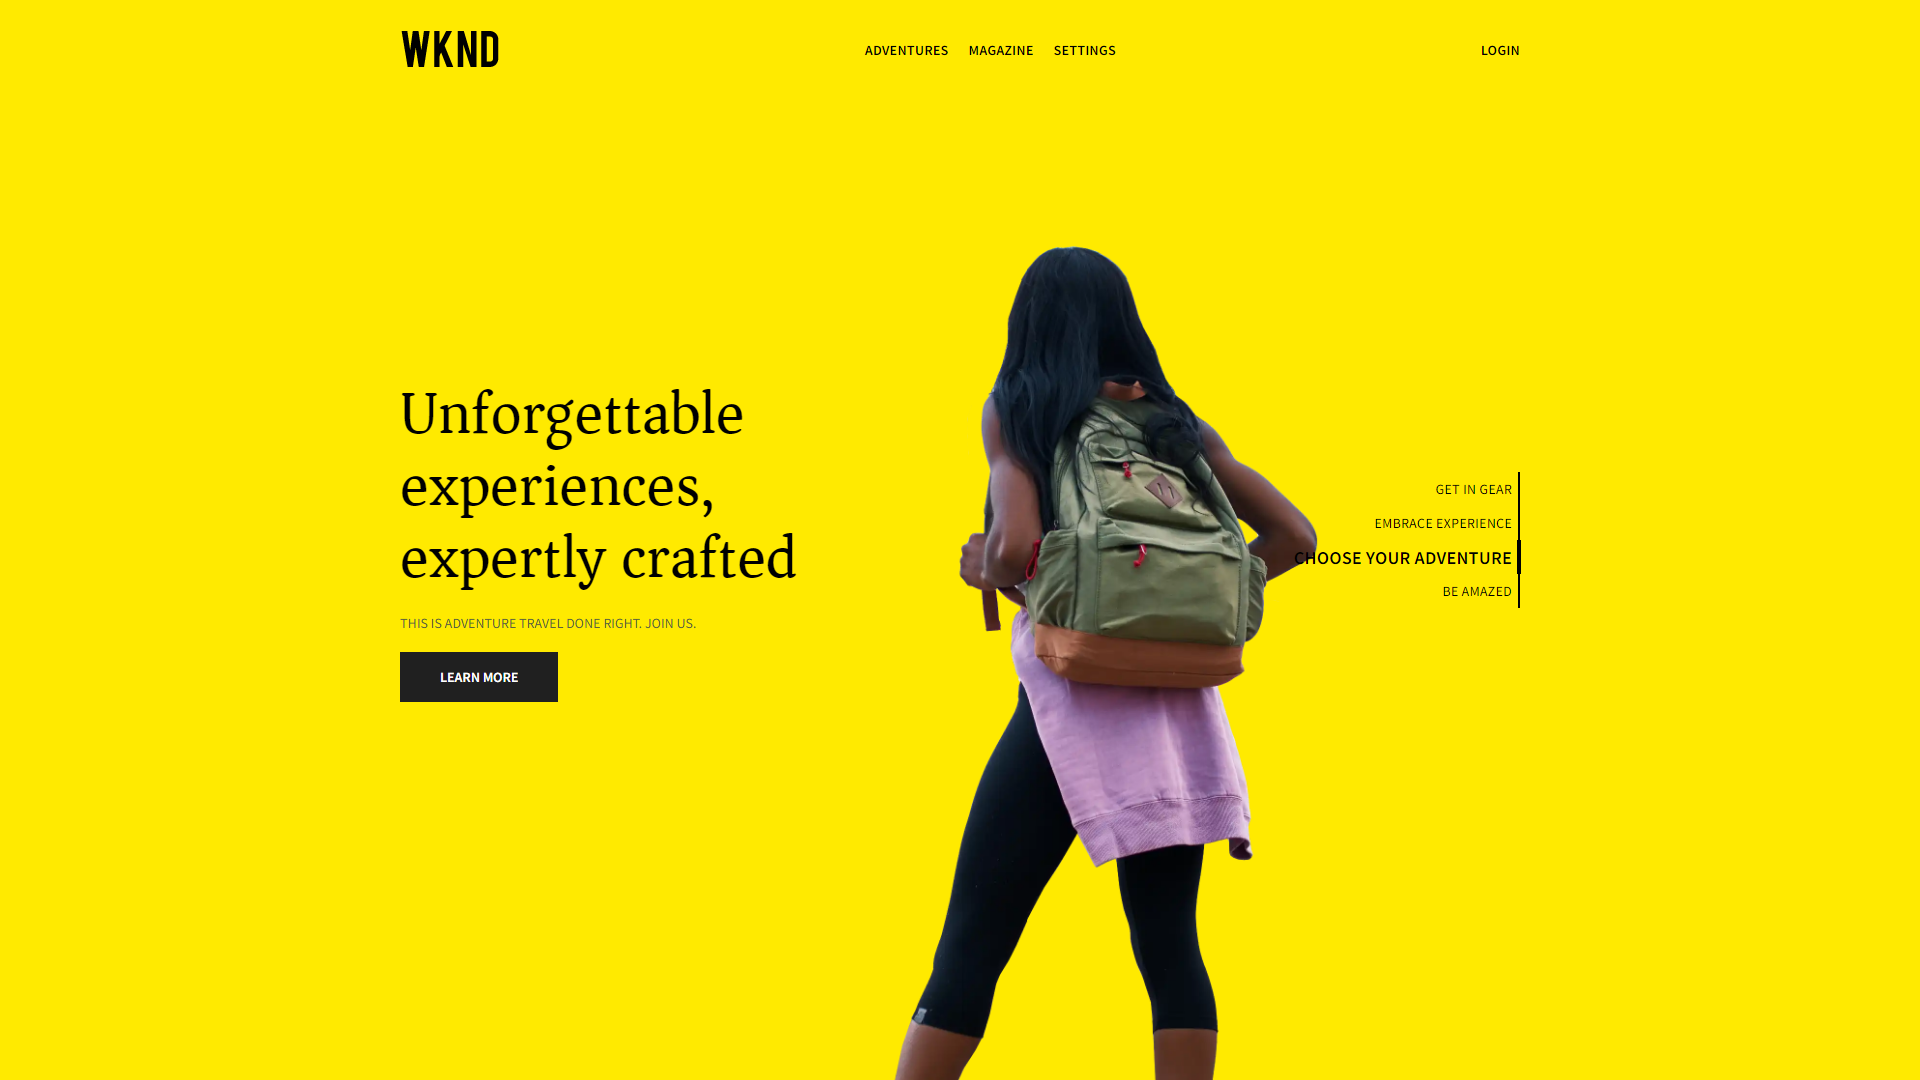 WKND
ADVENTURES MAGAZINE SETTINGS
LOGIN
Unforgettable
experiences,
expertly crafted
THIS IS ADVENTURE TRAVEL DONE RIGHT. JOIN US.
LEARN MORE
GET IN GEAR
EMBRACE EXPERIENCE
CHOOSE YOUR ADVENTURE
BE AMAZED